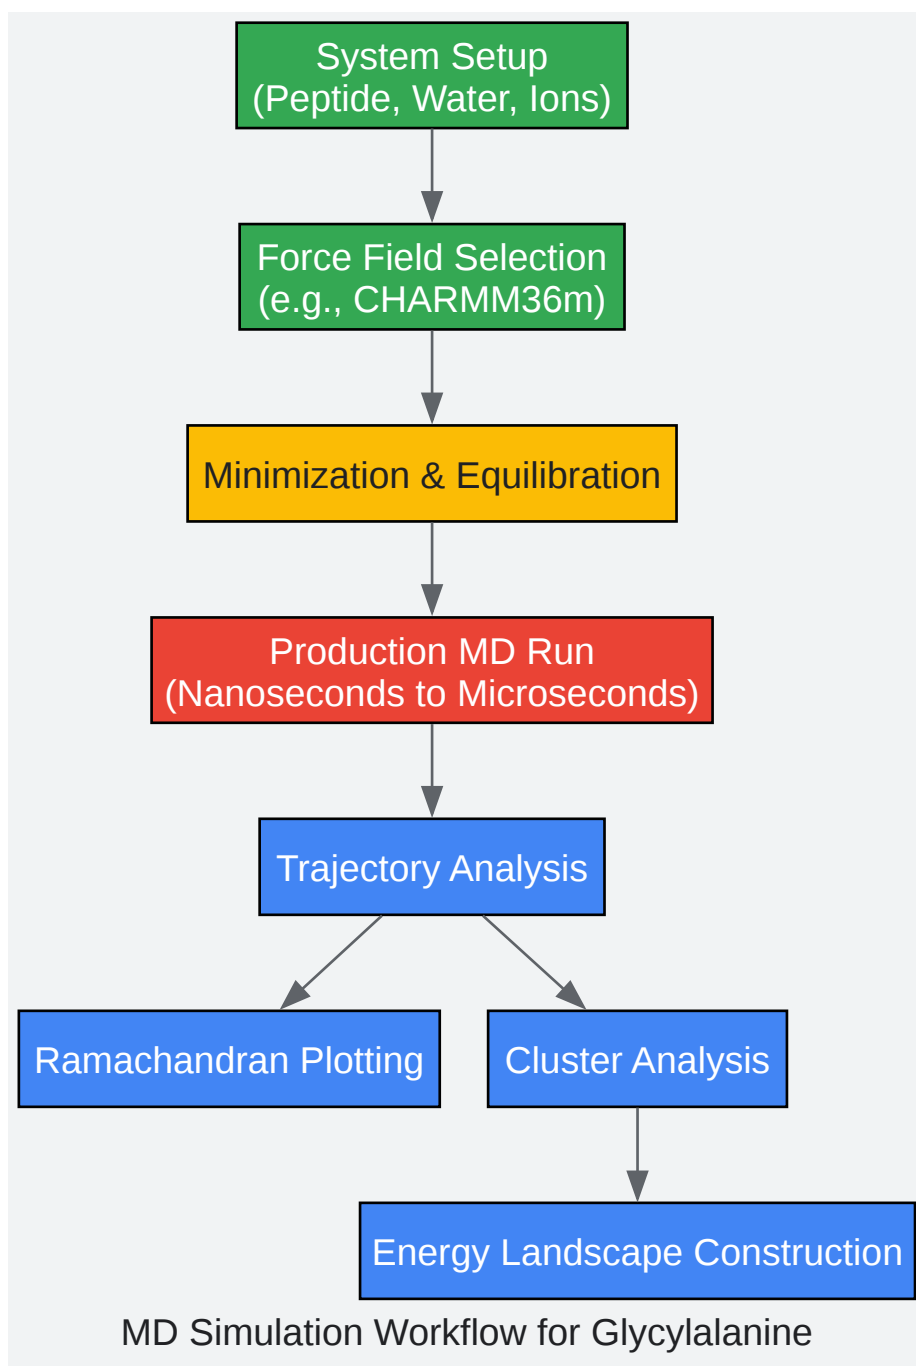 System Setup
(Peptide, Water, Ions)
Force Field Selection
(e.g., CHARMM36m)
Minimization & Equilibration
Production MD Run
(Nanoseconds to Microseconds)
Trajectory Analysis
Ramachandran Plotting
Cluster Analysis
Energy Landscape Construction
MD Simulation Workflow for Glycylalanine